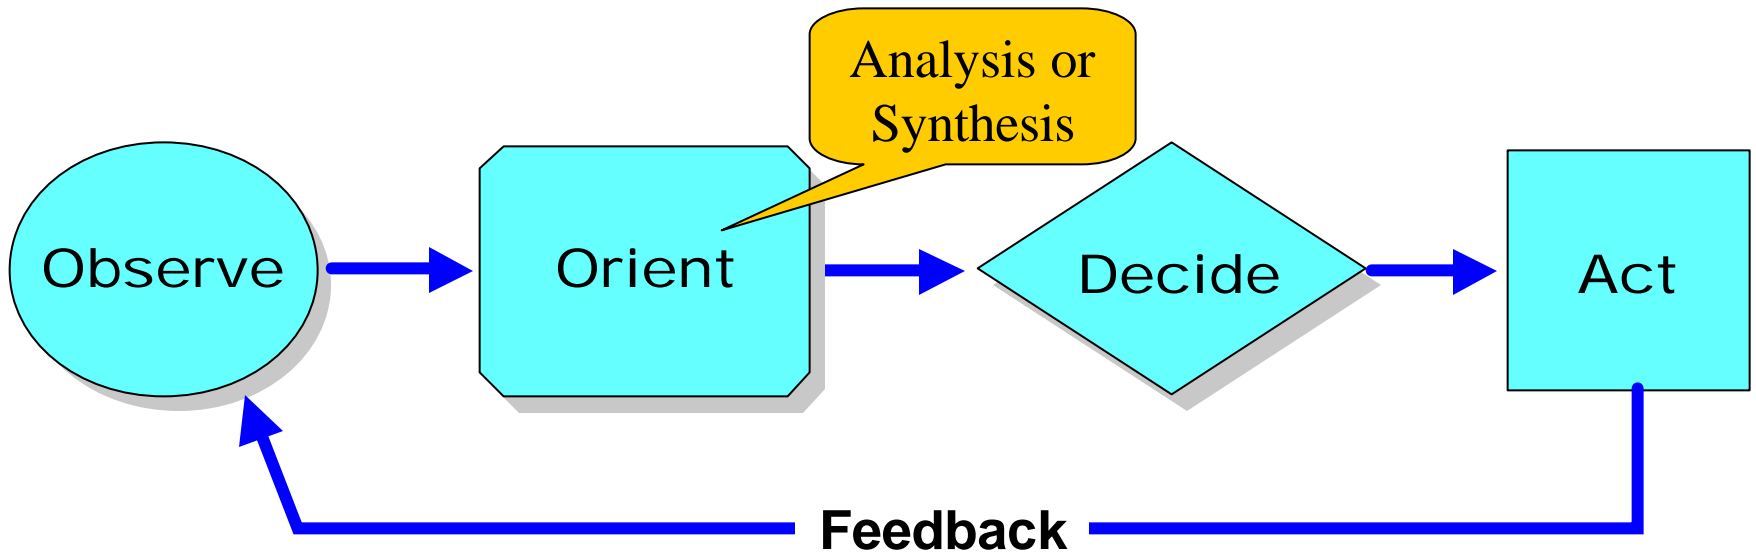 Analysis or
Synthesis
Observe
Orient
Decide
Act
Feedback